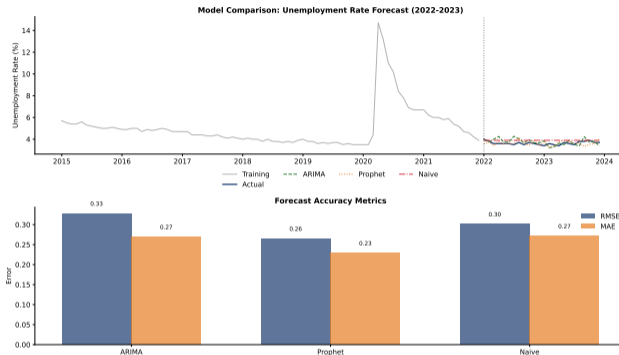 Model Comparison: Unemployment Rate Forecast (2022-2023)
Unemployment Rate (%)
14
12
10
8
6
4
2015 2016 2017 2018 2019 2020 2021 2022 2023 2024
Training ARIMA Prophet Naive
Actual
Forecast Accuracy Metrics
Error
0.30
0.25
0.20
0.15
0.10
0.05
0.00
0.33
0.27
0.26
0.23
0.30
0.27
RMSE
MAE
ARIMA Prophet Naive